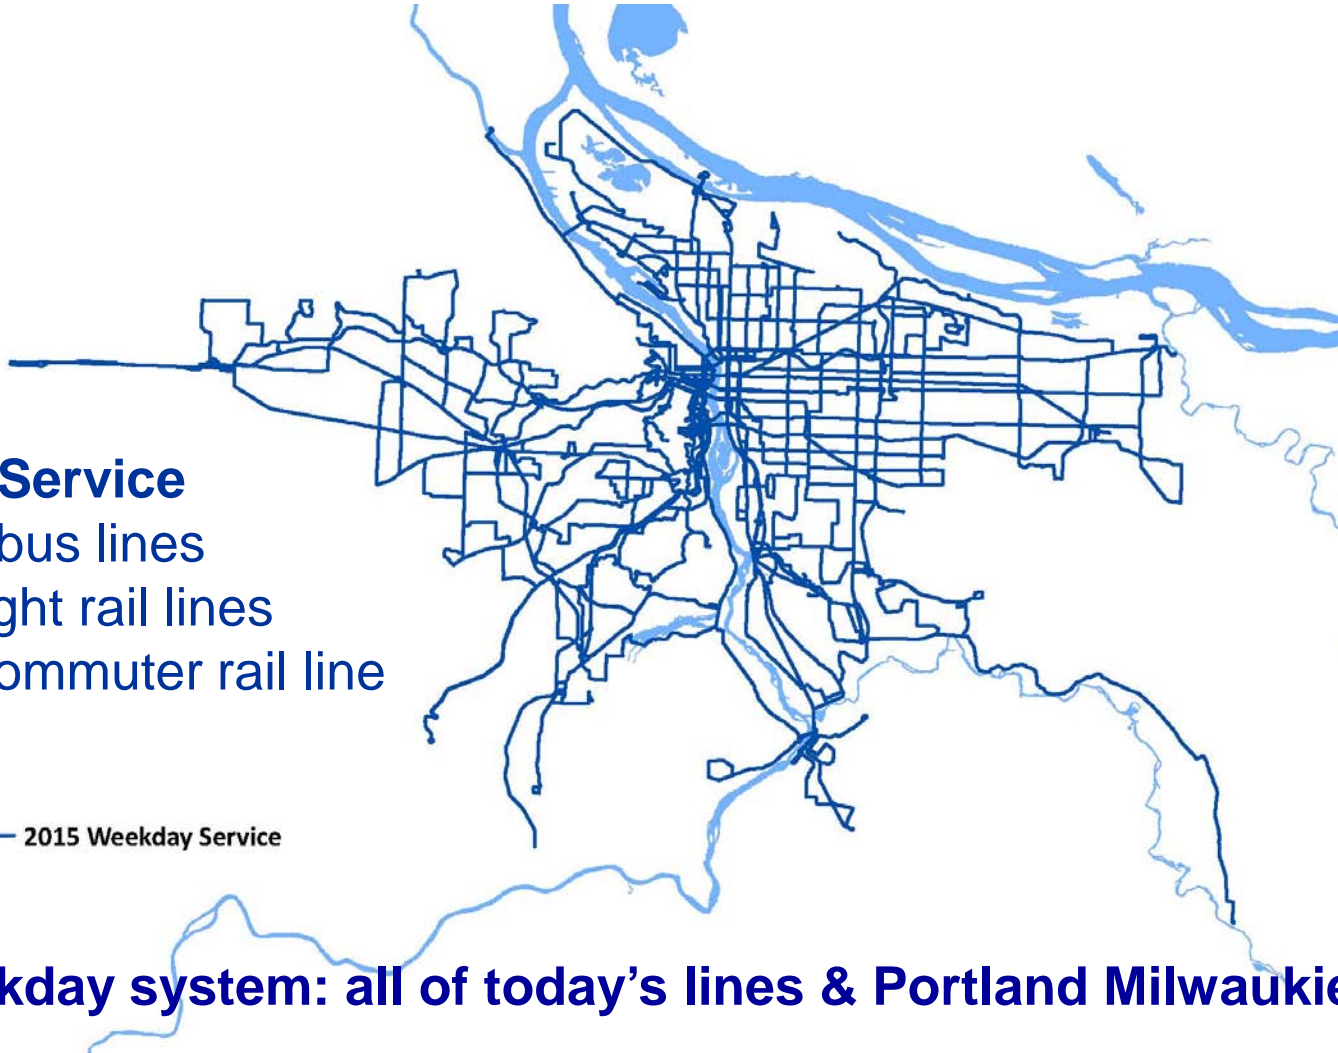 Service
bus lines
ght rail lines
ommuter rail line
2015 Weekday Service
kday system: all of today's lines & Portland Milwaukie